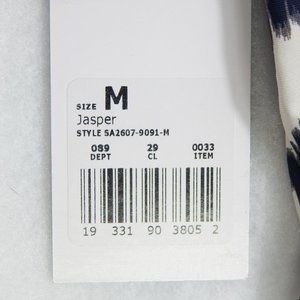 SIZE M
Jasper
STYLE SA2607-9091-M
089 29 0033
DEPT CL ITEM
19 331 90 3805 2